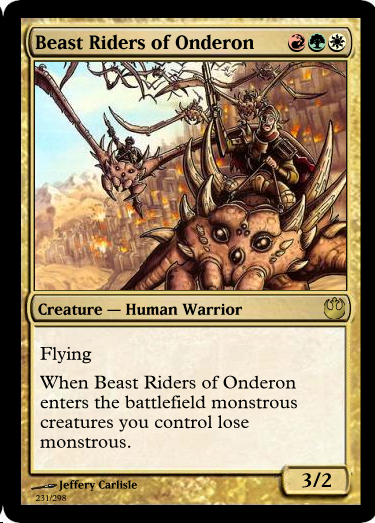 Beast Riders of Onderon
Creature — Human Warrior
Flying
When Beast Riders of Onderon
enters the battlefield monstrous
creatures you control lose
monstrous.
3/2
Jeffery Carlisle
231/298